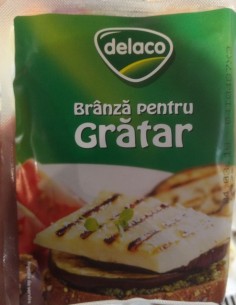 delaco
Brânză pentru
Grătar